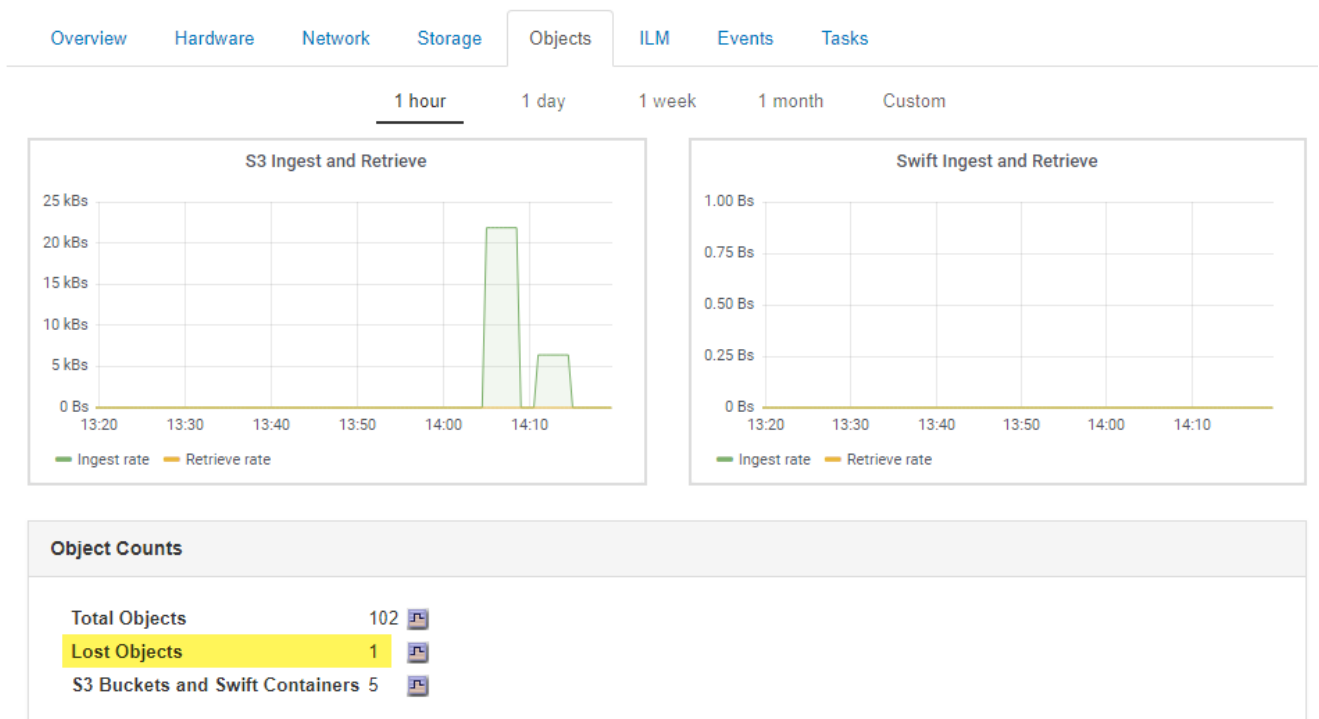 Overview Hardware Network Storage Objects ILM Events Tasks
1 hour 1 day 1 week 1 month Custom
S3 Ingest and Retrieve
25 kBs
20 kBs
15 kBs
10 kBs
5 kBs
0 Bs
13:20 13:30 13:40 13:50 14:00 14:10
Ingest rate Retrieve rate
Swift Ingest and Retrieve
1.00 Bs
0.75 Bs
0.50 Bs
0.25 Bs
0 Bs
13:20 13:30 13:40 13:50 14:00 14:10
Ingest rate Retrieve rate
Object Counts
Total Objects 102
Lost Objects 1
S3 Buckets and Swift Containers 5